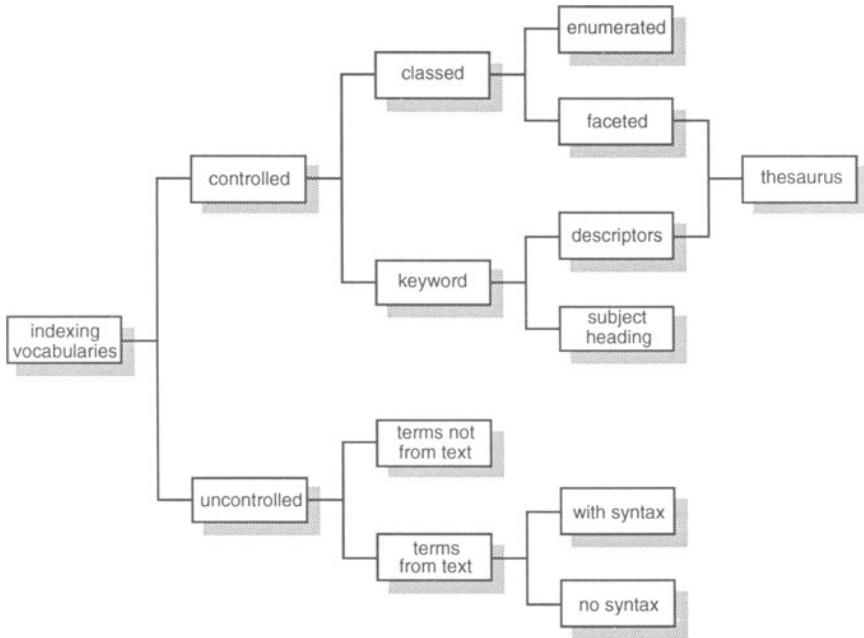 enumerated
classed
faceted
controlled
thesaurus
descriptors
keyword
subject
heading
indexing
vocabularies
terms not
from text
uncontrolled
with syntax
terms
from text
no syntax